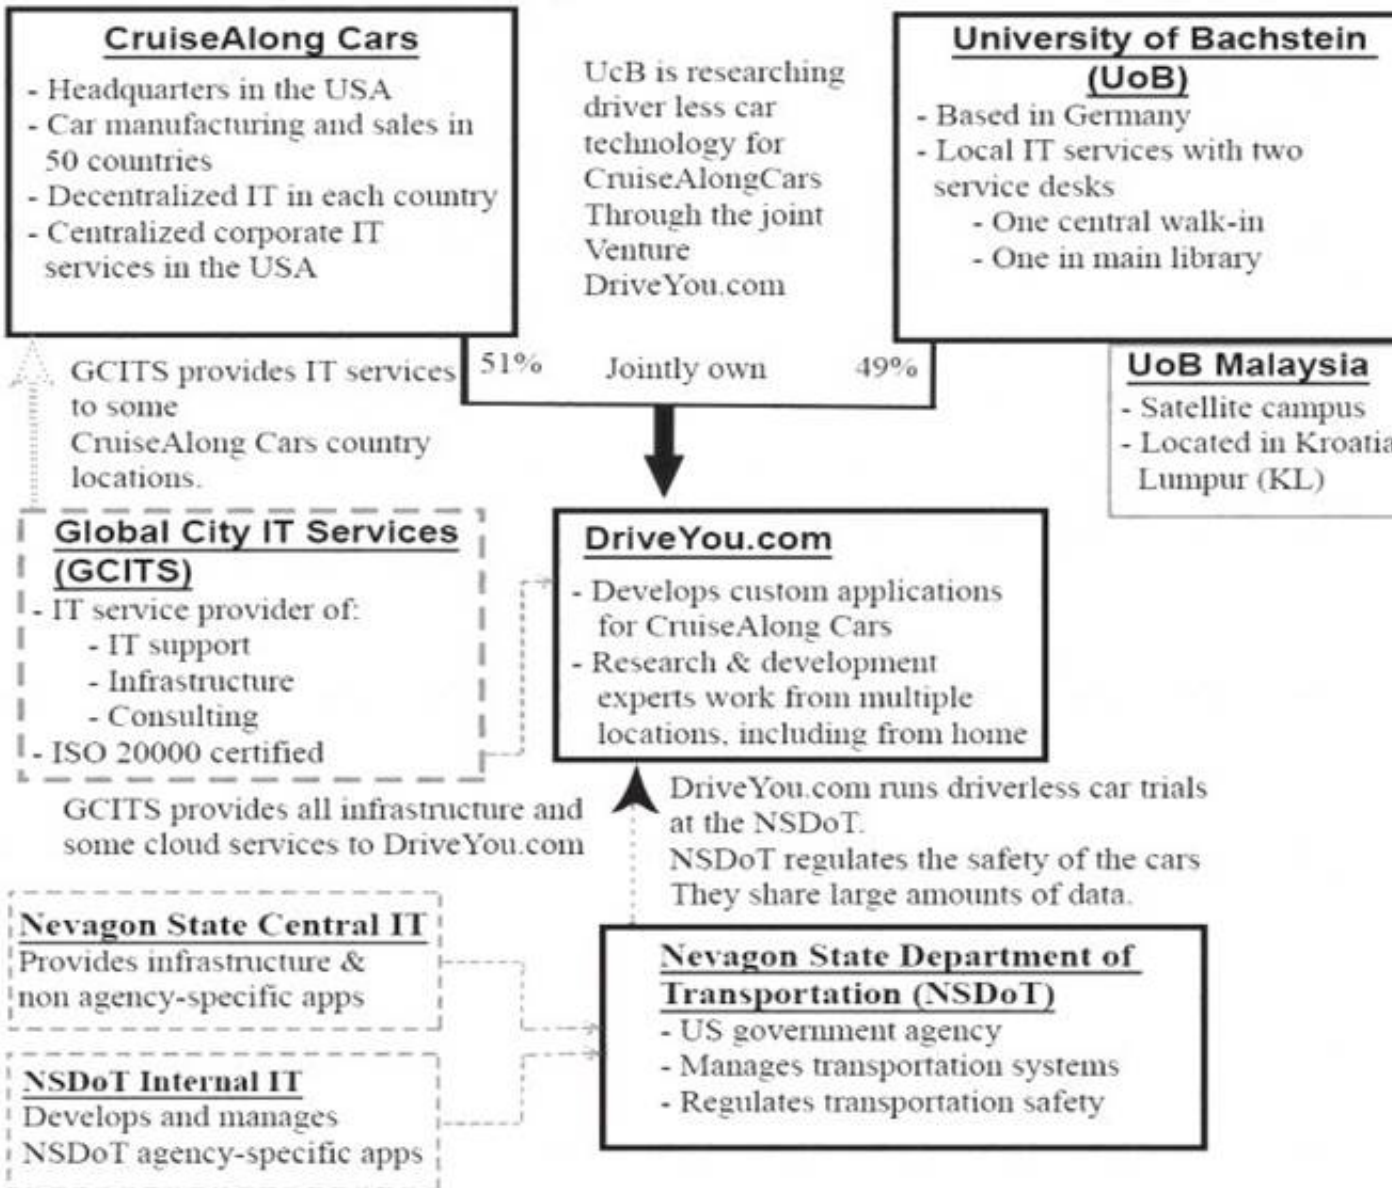 CruiseAlong Cars
- Headquarters in the USA
- Car manufacturing and sales in
50 countries
- Decentralized IT in each country
- Centralized corporate IT
services in the USA
UcB is researching
driver less car
technology for
CruiseAlongCars
Through the joint
Venture
DriveYou.com
University of Bachstein
(UoB)
- Based in Germany
- Local IT services with two
service desks
- One central walk-in
- One in main library
51%
Jointly own
49%
UoB Malaysia
- Satellite campus
- Located in Kroatia
Lumpur (KL)
GCITS provides IT services
to some
CruiseAlong Cars country
locations.
Global City IT Services
(GCITS)
- IT service provider of:
- IT support
- Infrastructure
- Consulting
- ISO 20000 certified
DriveYou.com
- Develops custom applications
for CruiseAlong Cars
- Research & development
experts work from multiple
locations, including from home
GCITS provides all infrastructure and
some cloud services to DriveYou.com
DriveYou.com runs driverless car trials
at the NSDoT.
NSDoT regulates the safety of the cars
They share large amounts of data.
Nevagon State Central IT
Provides infrastructure &
non agency-specific apps
NSDoT Internal IT
Develops and manages
NSDoT agency-specific apps
Nevagon State Department of
Transportation (NSDoT)
- US government agency
- Manages transportation systems
- Regulates transportation safety